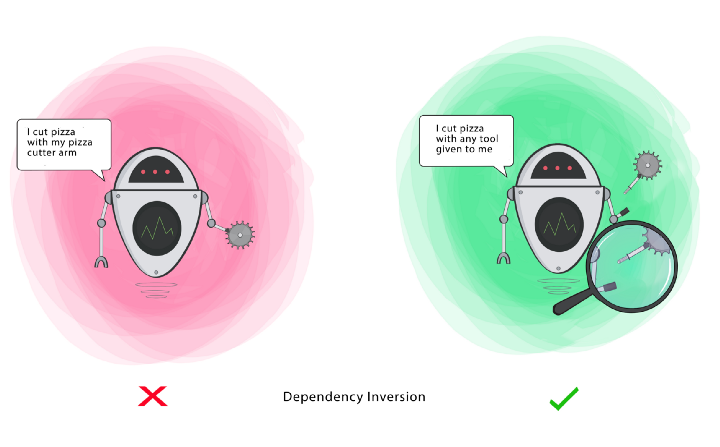 I cut pizza
with my pizza
cutter arm
I cut pizza
with any tool
given to me
Dependency Inversion